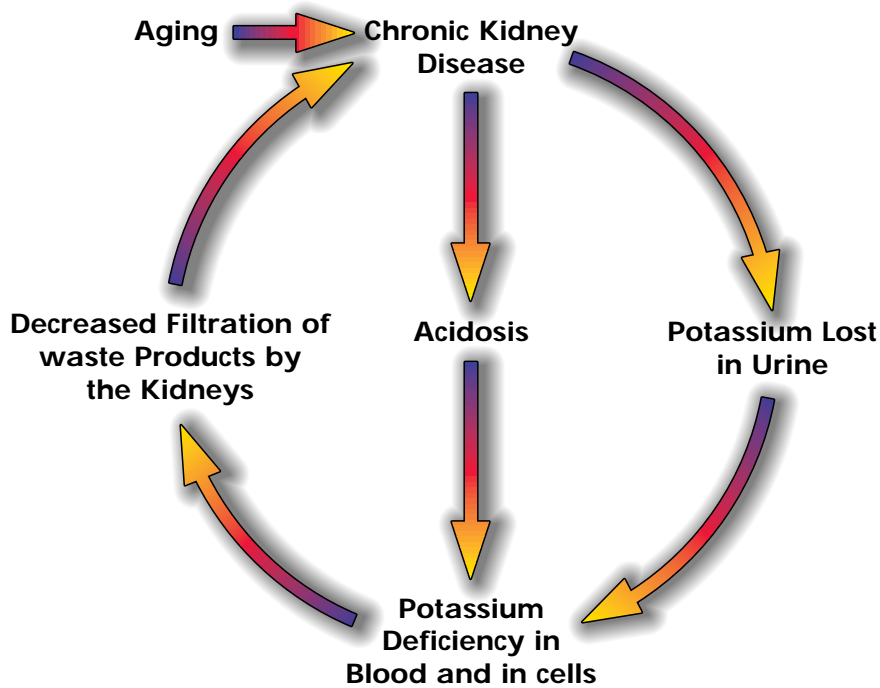 Aging
Chronic Kidney
Disease
Decreased Filtration of
waste Products by
the Kidneys
Acidosis
Potassium Lost
in Urine
Potassium
Deficiency in
Blood and in cells